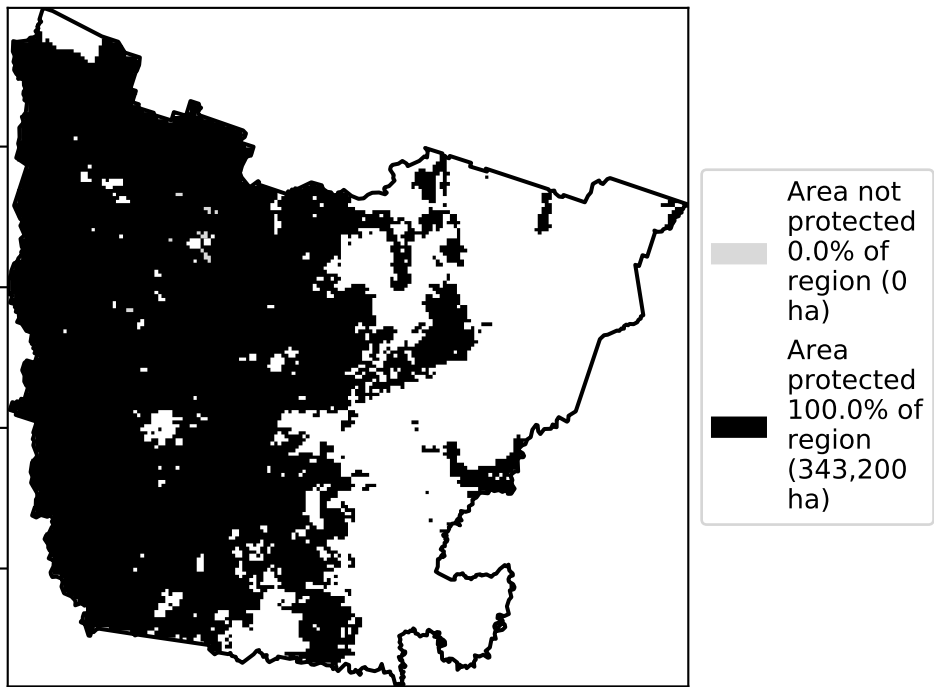 Area not
protected
0.0% of
region (0
ha)
Area
protected
100.0% of
region
(343,200
ha)